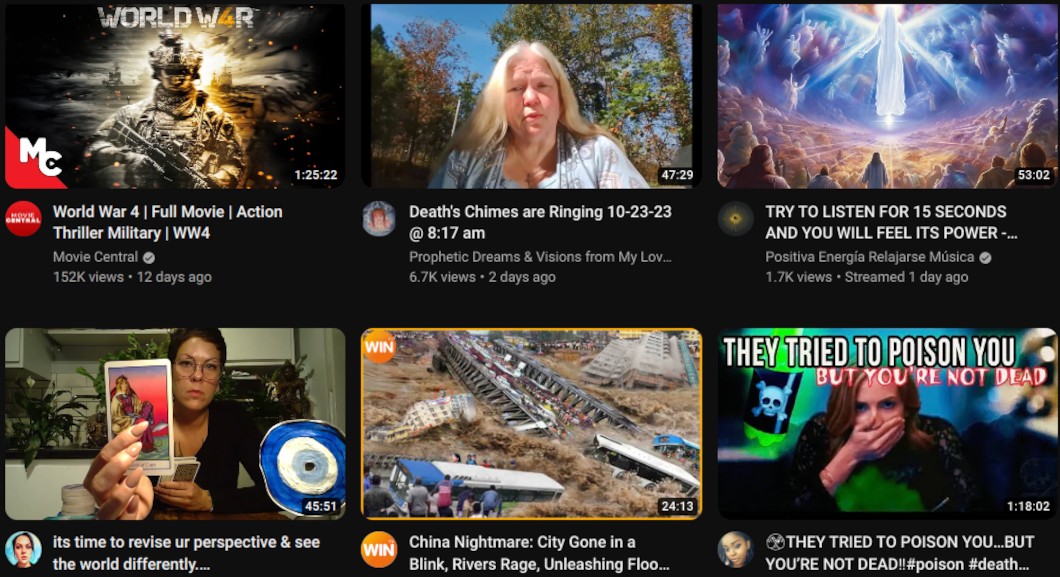 WORLD W4R
MC
1:25:22
47:29
53:02
MOVIE
CENTRAL
World War 4 | Full Movie | Action
Thriller Military | WW4
Movie Central
152K views • 12 days ago
Death's Chimes are Ringing 10-23-23
@ 8:17 am
Prophetic Dreams & Visions from My Lov...
6.7K views • 2 days ago
TRY TO LISTEN FOR 15 SECONDS
AND YOU WILL FEEL ITS POWER -...
Positiva Energía Relajarse Música
1.7K views • Streamed 1 day ago
45:51
WIN
24:13
THEY TRIED TO POISON YOU
BUT YOU'RE NOT DEAD
1:18:02
its time to revise ur perspective & see
the world differently....
WIN
China Nightmare: City Gone in a
Blink, Rivers Rage, Unleashing Floo...
THEY TRIED TO POISON YOU...BUT
YOU'RE NOT DEAD!!#poison #death...